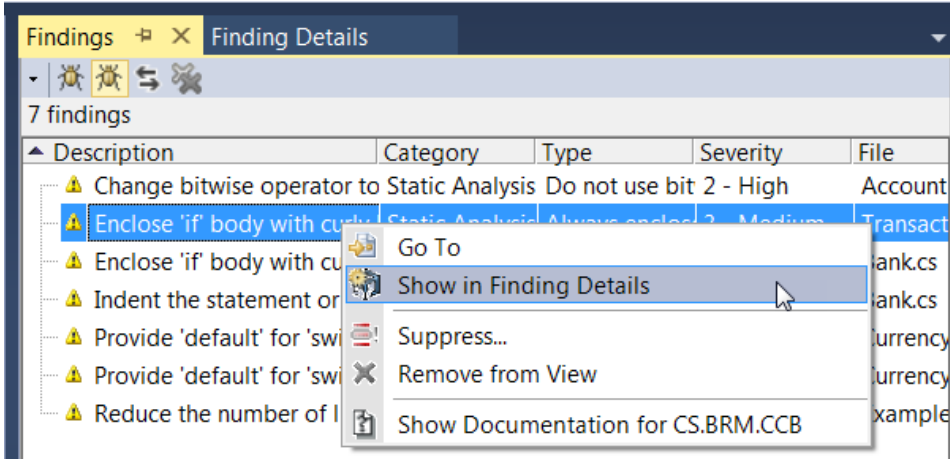 Findings Finding Details
7 findings
Description Category Type Severity File
Change bitwise operator to Static Analysis Do not use bit 2 - High Account
Enclose 'if' body with curly Static Analysis Always enclose 3 - Medium Transact
Enclose 'if' body with cu Bank.cs
Indent the statement or Bank.cs
Provide 'default' for 'swi Currency
Provide 'default' for 'swi Currency
Reduce the number of l Example
Go To
Show in Finding Details
Suppress...
Remove from View
Show Documentation for CS.BRM.CCB